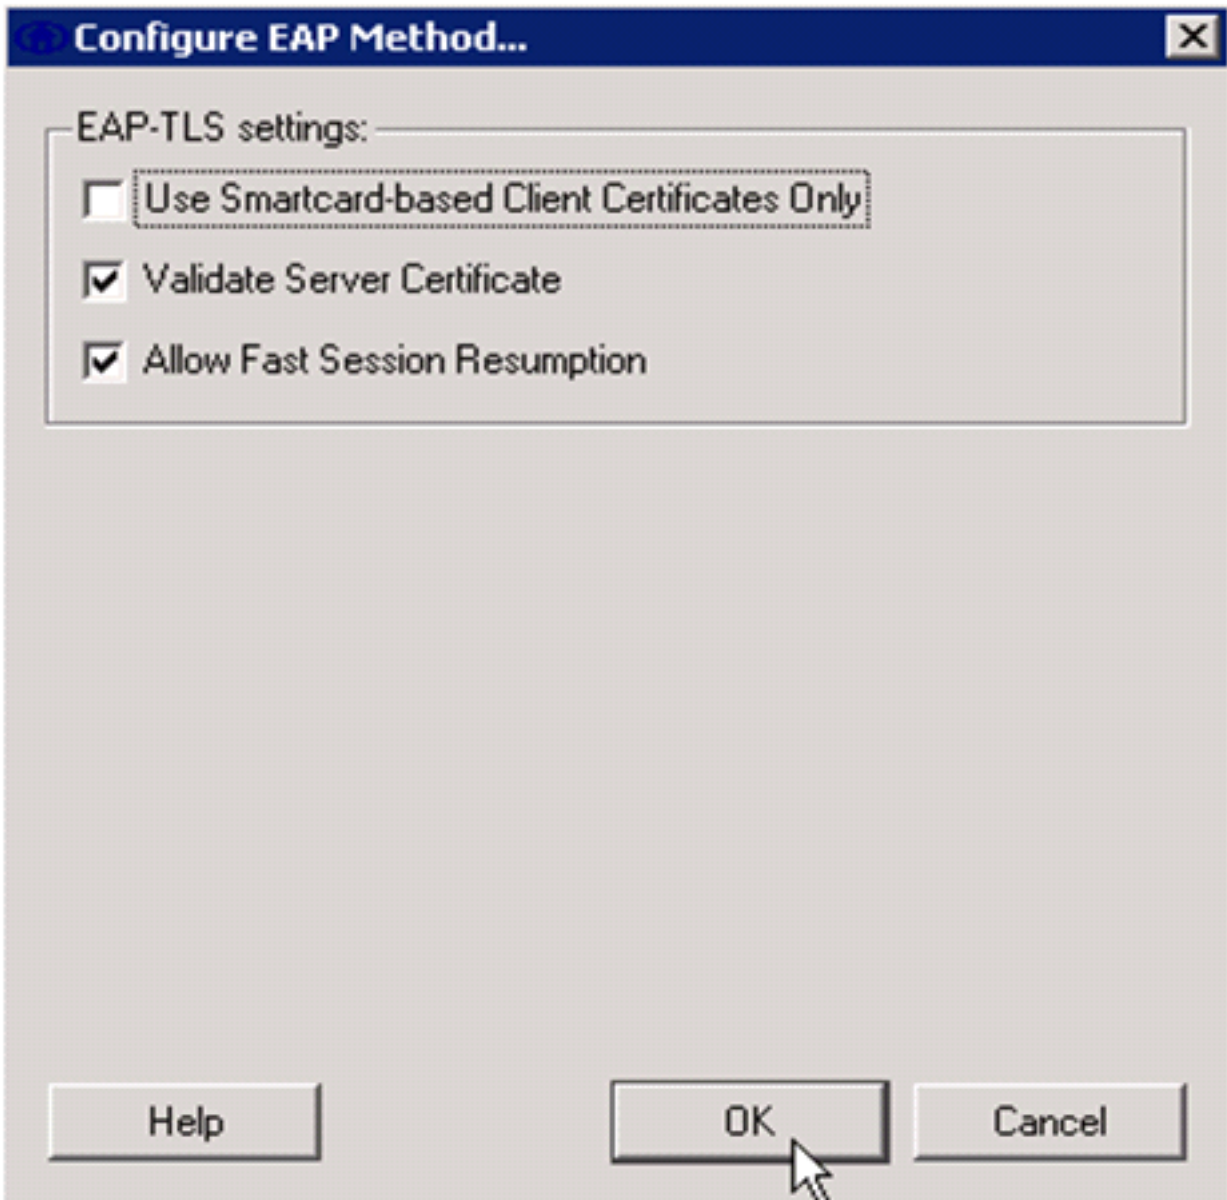 Configure EAP Method...
EAP-TLS settings:
Use Smartcard-based Client Certificates Only
Validate Server Certificate
Allow Fast Session Resumption
Help OK Cancel